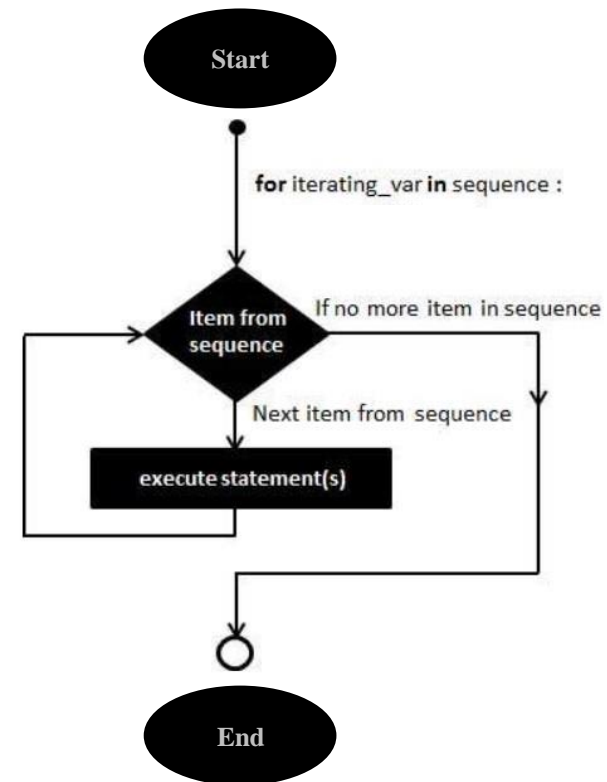 Start
for iterating_var in sequence :
Item from
sequence
If no more item in sequence
Next item from sequence
execute statement(s)
End